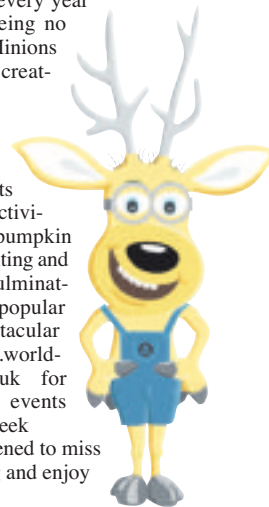 every year
eing no
Minions
creat-
ts
ctivi-
pumpkin
ting and
ulminat-
popular
tacular
.world-
uk for
events
eek
ened to miss
g and enjoy